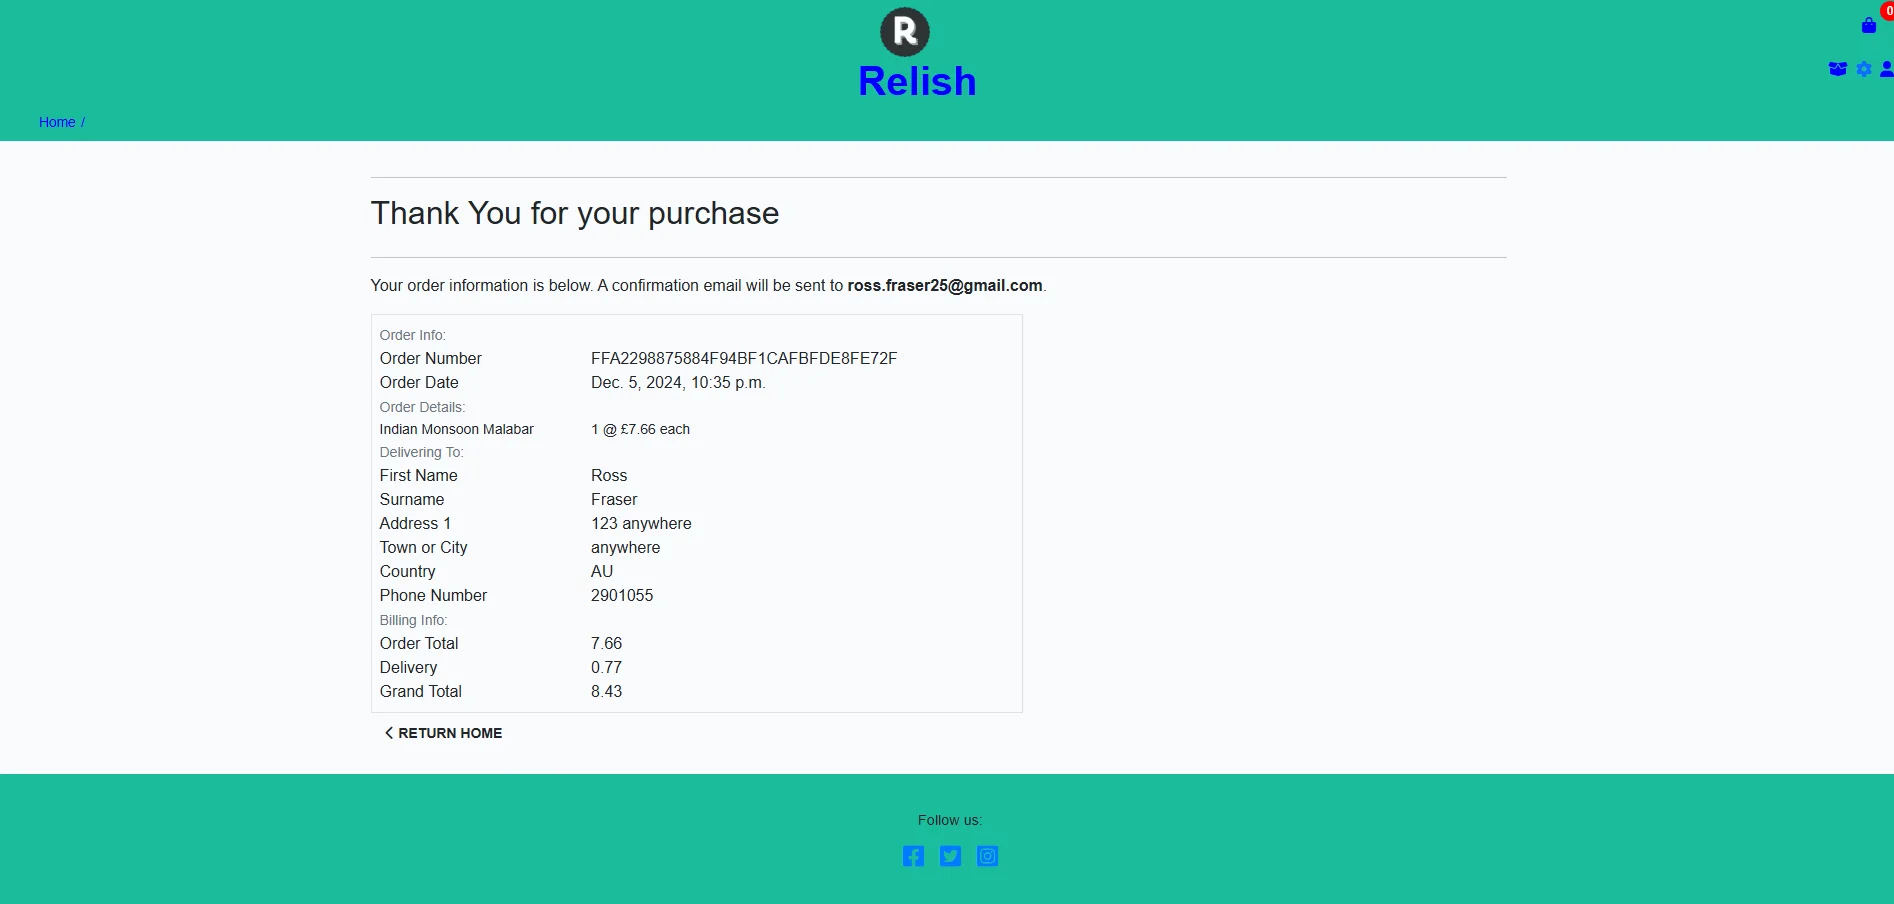 R
0
Relish
Home /
Thank You for your purchase
Your order information is below. A confirmation email will be sent to ross.fraser25@gmail.com.
Order Info:
Order Number FFA2298875884F94BF1CAFBFDE8FE72F
Order Date Dec. 5, 2024, 10:35 p.m.
Order Details:
Indian Monsoon Malabar 1 @ £7.66 each
Delivering To:
First Name Ross
Surname Fraser
Address 1 123 anywhere
Town or City anywhere
Country AU
Phone Number 2901055
Billing Info:
Order Total 7.66
Delivery 0.77
Grand Total 8.43
RETURN HOME
Follow us: